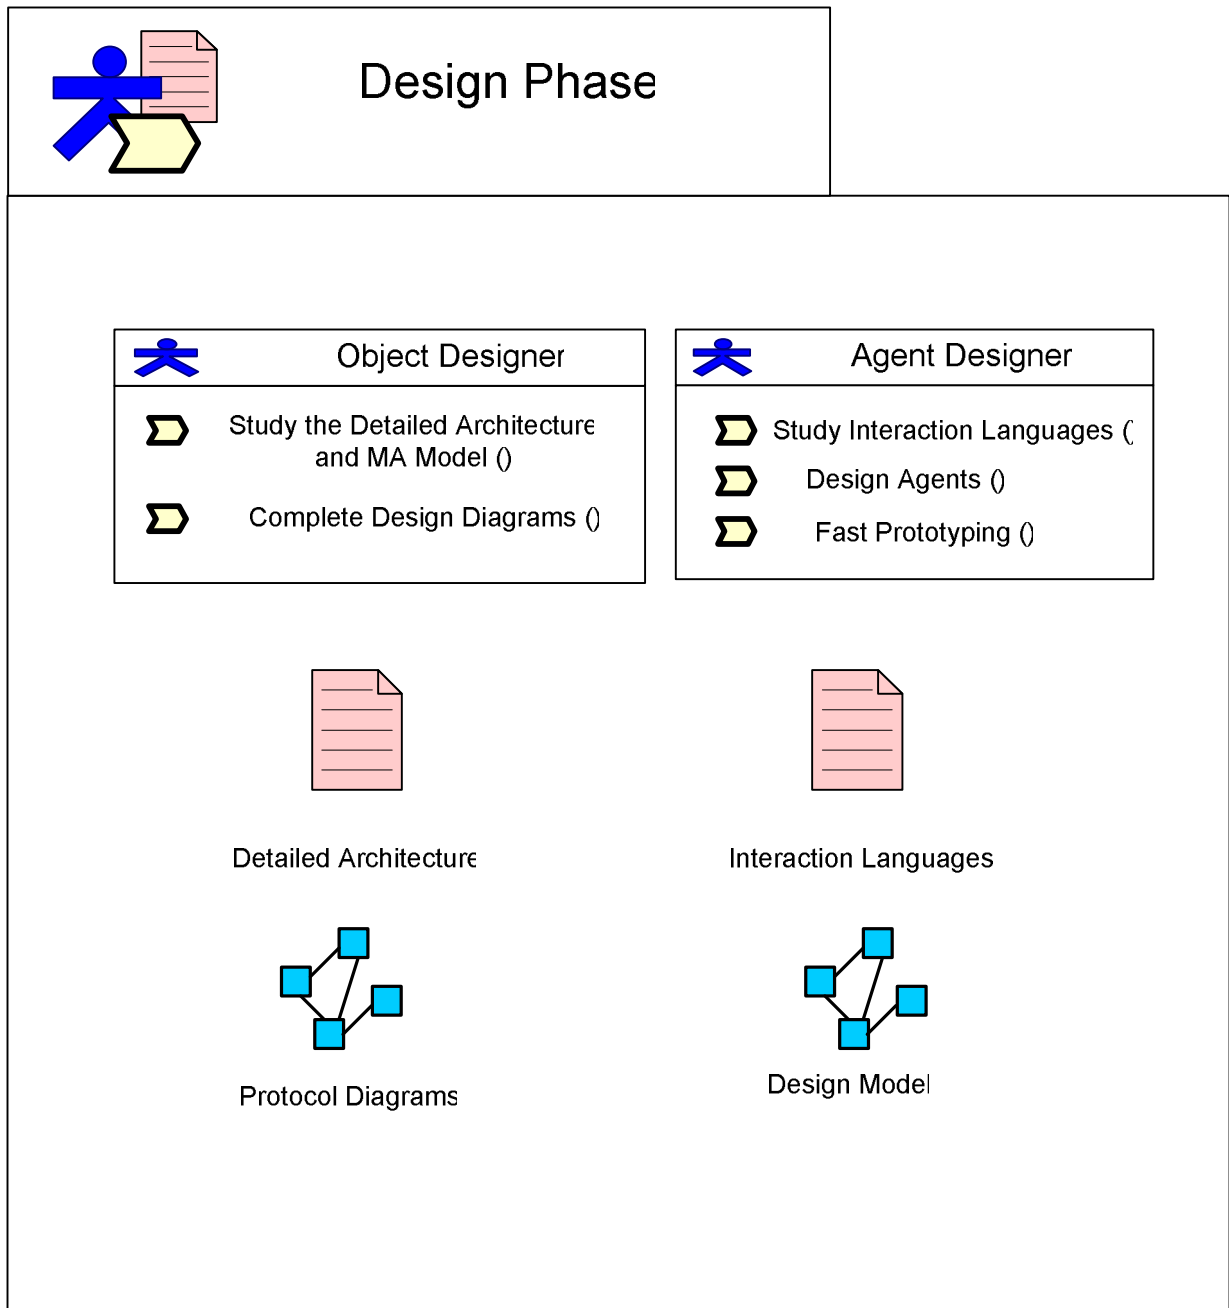 Design Phase
Object Designer
Study the Detailed Architecture
and MA Model ()
Complete Design Diagrams ()
Agent Designer
Study Interaction Languages ()
Design Agents ()
Fast Prototyping ()
Detailed Architecture
Interaction Languages
Protocol Diagrams
Design Model